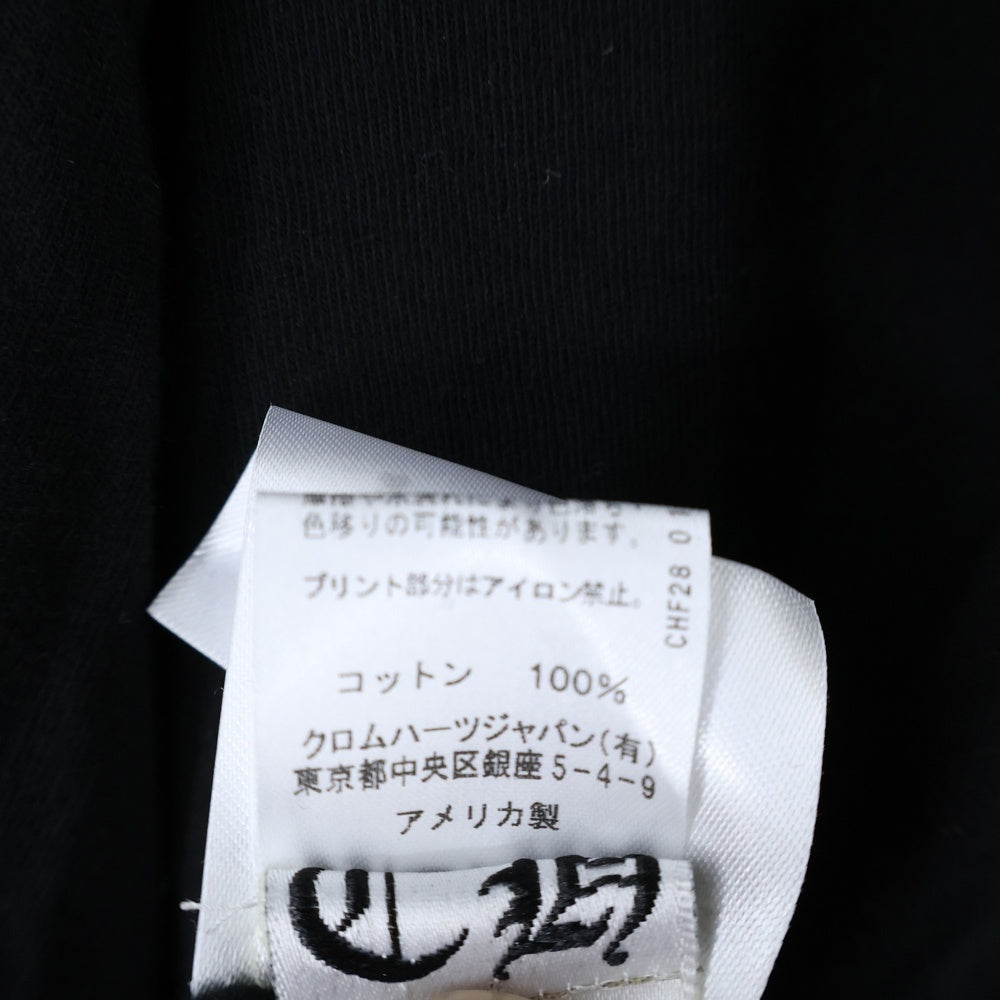 色移りの可能性があります。
プリント部分はアイロン禁止。
コットン 100%
クロムハーツジャパン(有)
東京都中央区銀座5-4-9
アメリカ製
CHF28 0
CH